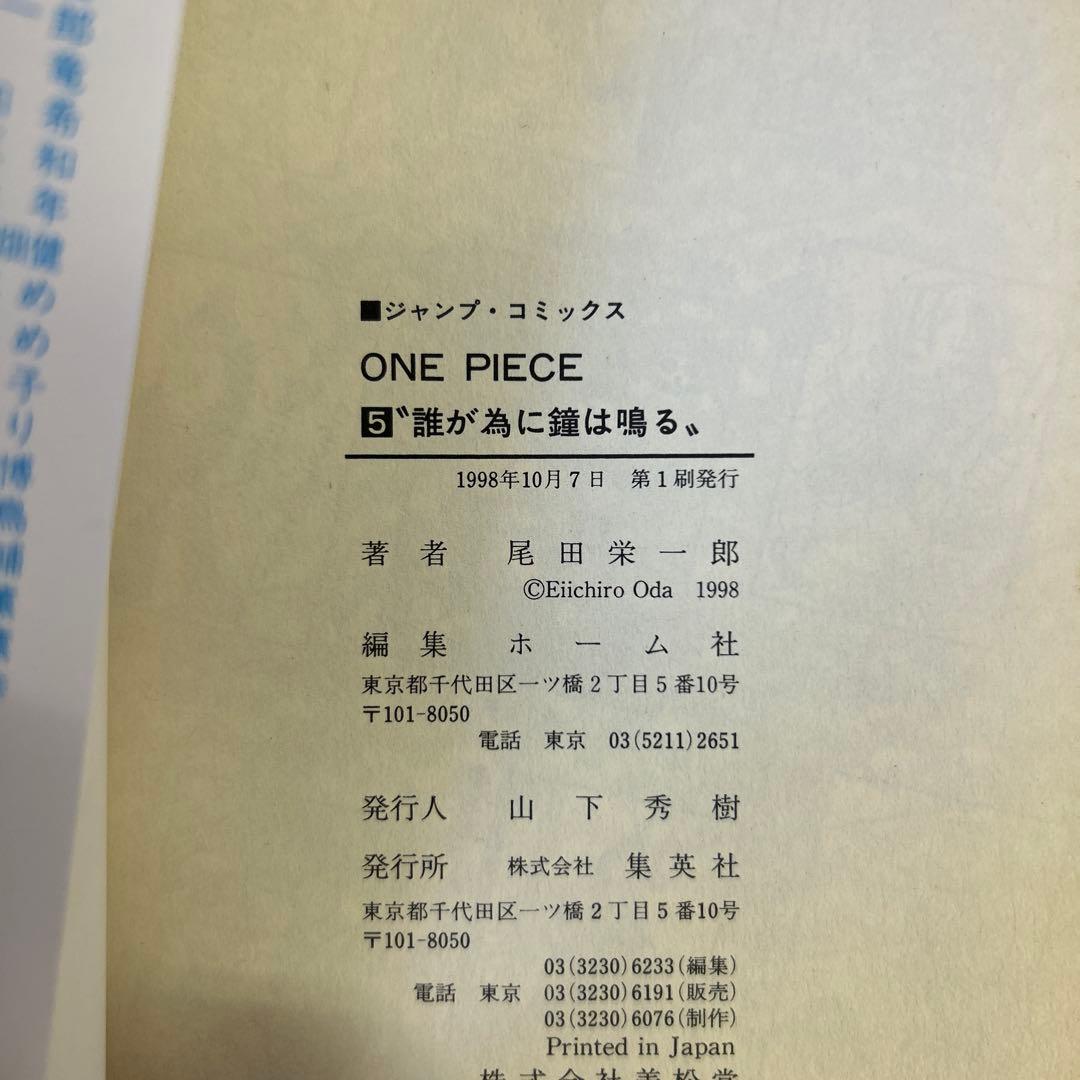 ■ジャンプ・コミックス
ONE PIECE
5〝誰が為に鐘は鳴る〟
1998年10月7日 第1刷発行
著者 尾田栄一郎
©Eiichiro Oda 1998
編集 ホーム社
東京都千代田区一ツ橋2丁目5番10号
〒101-8050
電話 東京 03(5211)2651
発行人 山下秀樹
発行所 株式会社 集英社
東京都千代田区一ツ橋2丁目5番10号
〒101-8050
03(3230)6233(編集)
電話 東京 03(3230)6191(販売)
03(3230)6076(制作)
Printed in Japan
株式会社美松堂